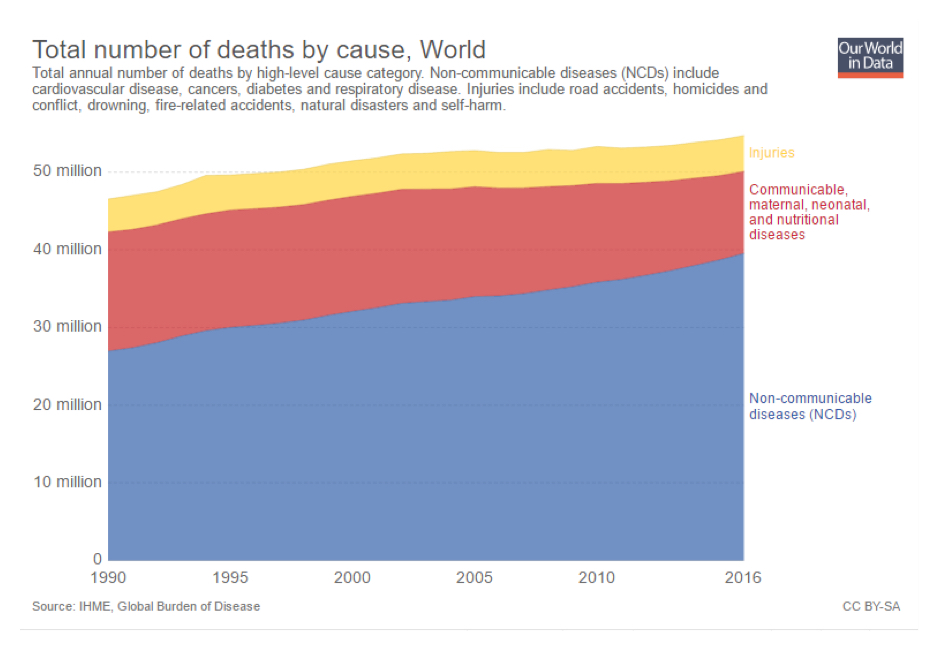 Total number of deaths by cause, World
Our World
in Data
Total annual number of deaths by high-level cause category. Non-communicable diseases (NCDs) include
cardiovascular disease, cancers, diabetes and respiratory disease. Injuries include road accidents, homicides and
conflict, drowning, fire-related accidents, natural disasters and self-harm.
Injuries
50 million
Communicable,
maternal, neonatal,
and nutritional
diseases
40 million
30 million
20 million
Non-communicable
diseases (NCDs)
10 million
0
1990 1995 2000 2005 2010 2016
Source: IHME, Global Burden of Disease
CC BY-SA